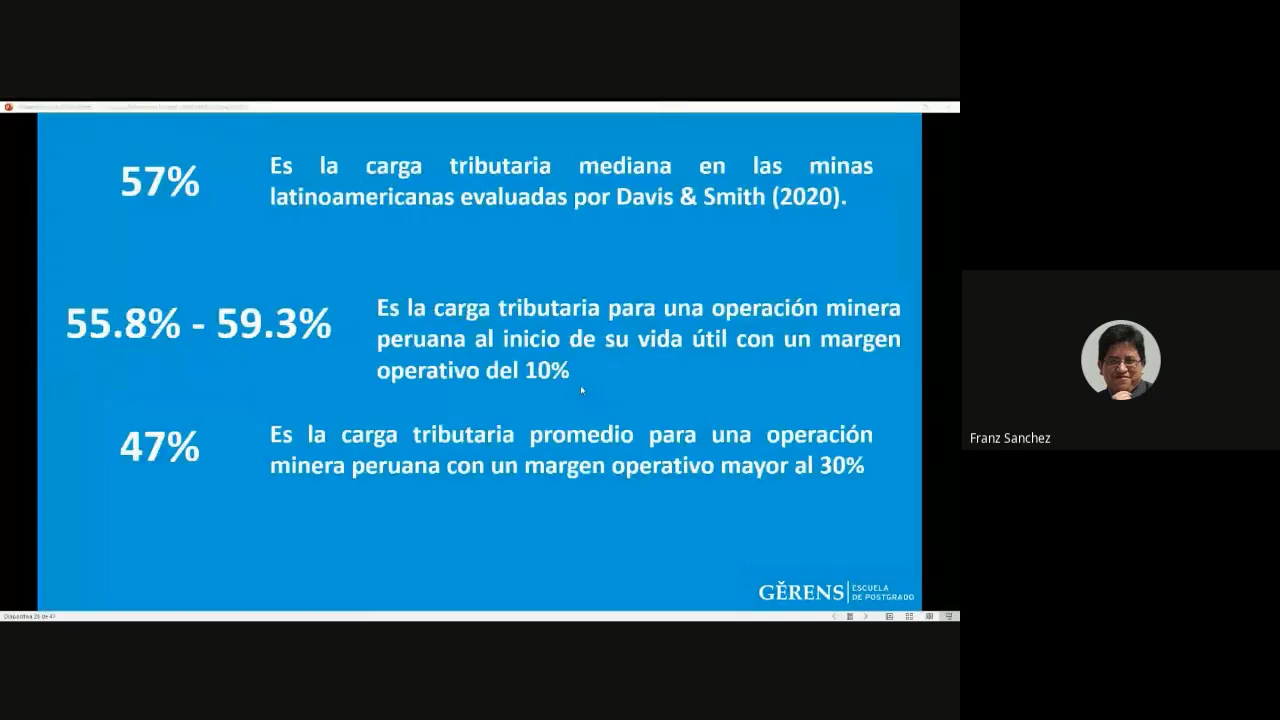 57%
Es la carga tributaria mediana en las minas
latinoamericanas evaluadas por Davis & Smith (2020).
55.8% - 59.3%
Es la carga tributaria para una operación minera
peruana al inicio de su vida útil con un margen
operativo del 10%
47%
Es la carga tributaria promedio para una operación
minera peruana con un margen operativo mayor al 30%
GĚRENS
ESCUELA
DE POSTGRADO
Franz Sanchez